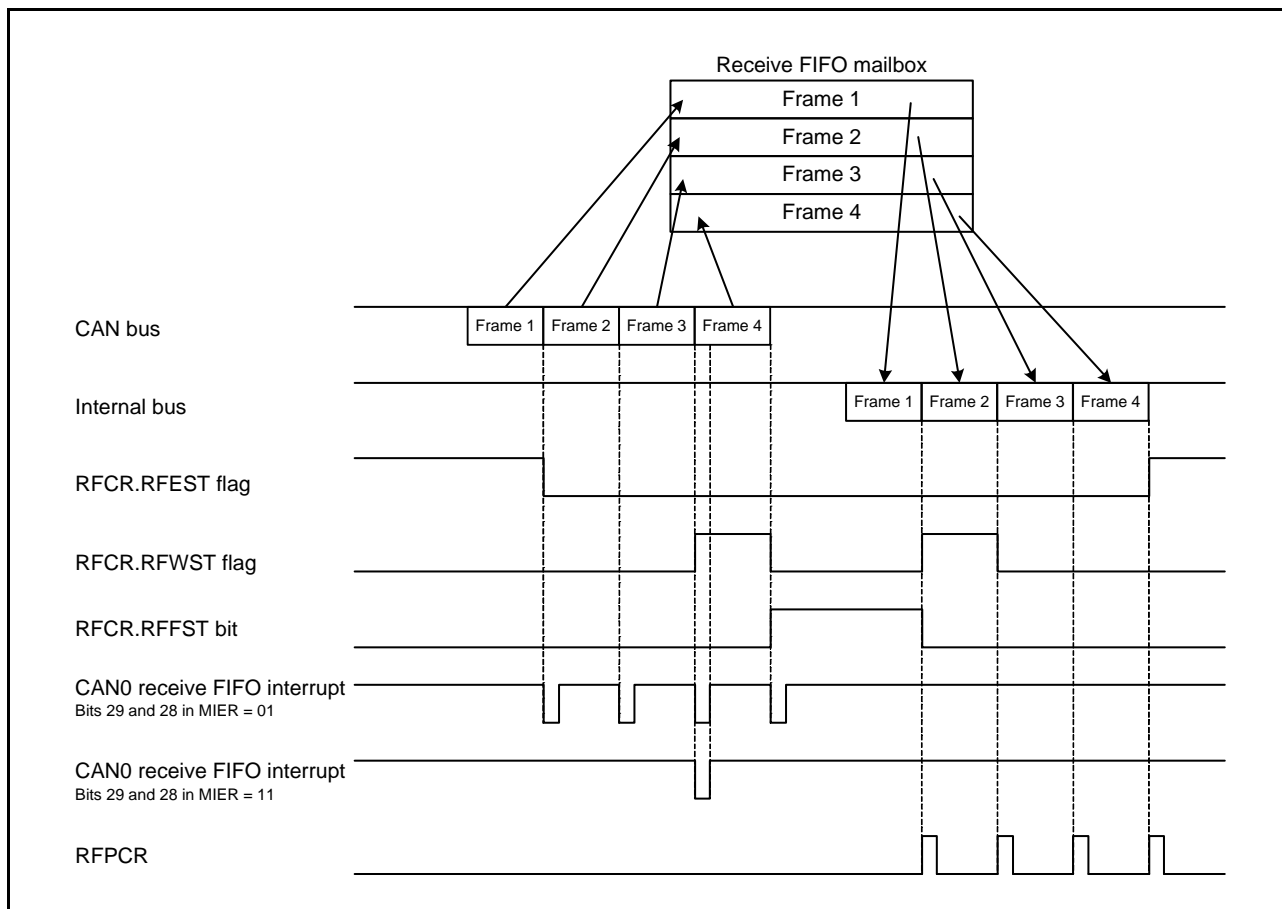 Receive FIFO mailbox
Frame 1
Frame 2
Frame 3
Frame 4
CAN bus
Frame 1 Frame 2 Frame 3 Frame 4
Internal bus
Frame 1 Frame 2 Frame 3 Frame 4
RFCR.RFEST flag
RFCR.RFWST flag
RFCR.RFFST bit
CAN0 receive FIFO interrupt
Bits 29 and 28 in MIER = 01
CAN0 receive FIFO interrupt
Bits 29 and 28 in MIER = 11
RFPCR